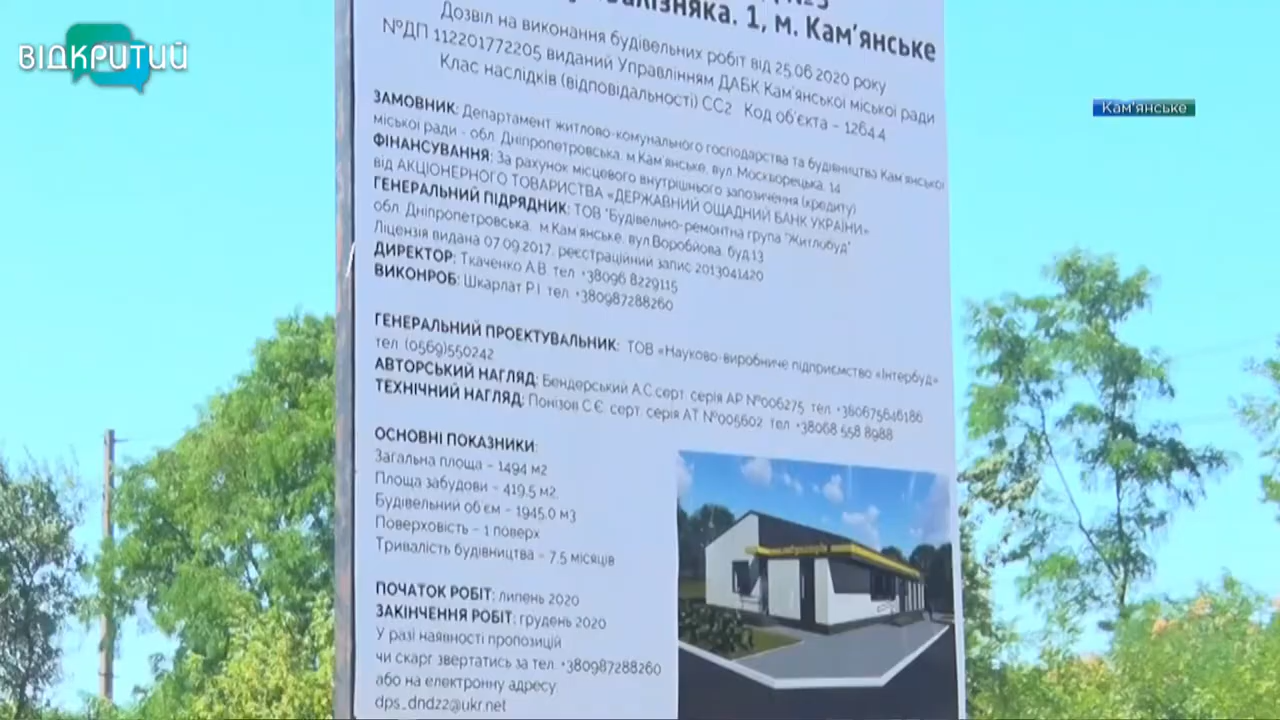 ВІДКРИТИЙ
Кам'янське
1, м. Кам'янське
Дозвіл на виконання будівельних робіт від 25.06 2020 року
№ДП 112201772205 виданий Управлінням ДАБК Кам'янської міської ради
Клас наслідків (відповідальності) СС2 Код об'єкта – 1264.4
ЗАМОВНИК: Департамент житлово-комунального господарства та будівництва Кам'янської
міської ради - обл. Дніпропетровська, м.Кам'янське, вул. Москворецька, 14
ФІНАНСУВАННЯ: За рахунок місцевого внутрішнього запозичення (кредиту)
від АКЦІОНЕРНОГО ТОВАРИСТВА «ДЕРЖАВНИЙ ОЩАДНИЙ БАНК УКРАЇНИ»
ГЕНЕРАЛЬНИЙ ПІДРЯДНИК: ТОВ "Будівельно-ремонтна група "Житлобуд"
обл. Дніпропетровська, м.Кам'янське, вул.Воробйова, буд.13
Ліцензія видана 07.09.2017, реєстраційний запис 2013041420
ДИРЕКТОР: Ткаченко А.В. тел. +38096 8229115
ВИКОНРОБ: Шкарлат Р.І. тел. +380987288260
ГЕНЕРАЛЬНИЙ ПРОЕКТУВАЛЬНИК: ТОВ «Науково-виробниче підприємство «Інтербуд»
тел. (0569)550242
АВТОРСЬКИЙ НАГЛЯД: Бендерський А.С.серт. серія АР №006275 тел. +380675646186
ТЕХНІЧНИЙ НАГЛЯД: Понізов С.Є. серт. серія АТ №005602, тел. +38068 558 8988
ОСНОВНІ ПОКАЗНИКИ:
Загальна площа – 1494 м2
Площа забудови – 419,5 м2
Будівельний об'єм – 1945,0 м3
Поверховість – 1 поверх
Тривалість будівництва – 7,5 місяців
ПОЧАТОК РОБІТ: липень 2020
ЗАКІНЧЕННЯ РОБІТ: грудень 2020
У разі наявності пропозицій
чи скарг звертатись за тел. +380987288260
або на електронну адресу:
dps_dndz2@ukr.net